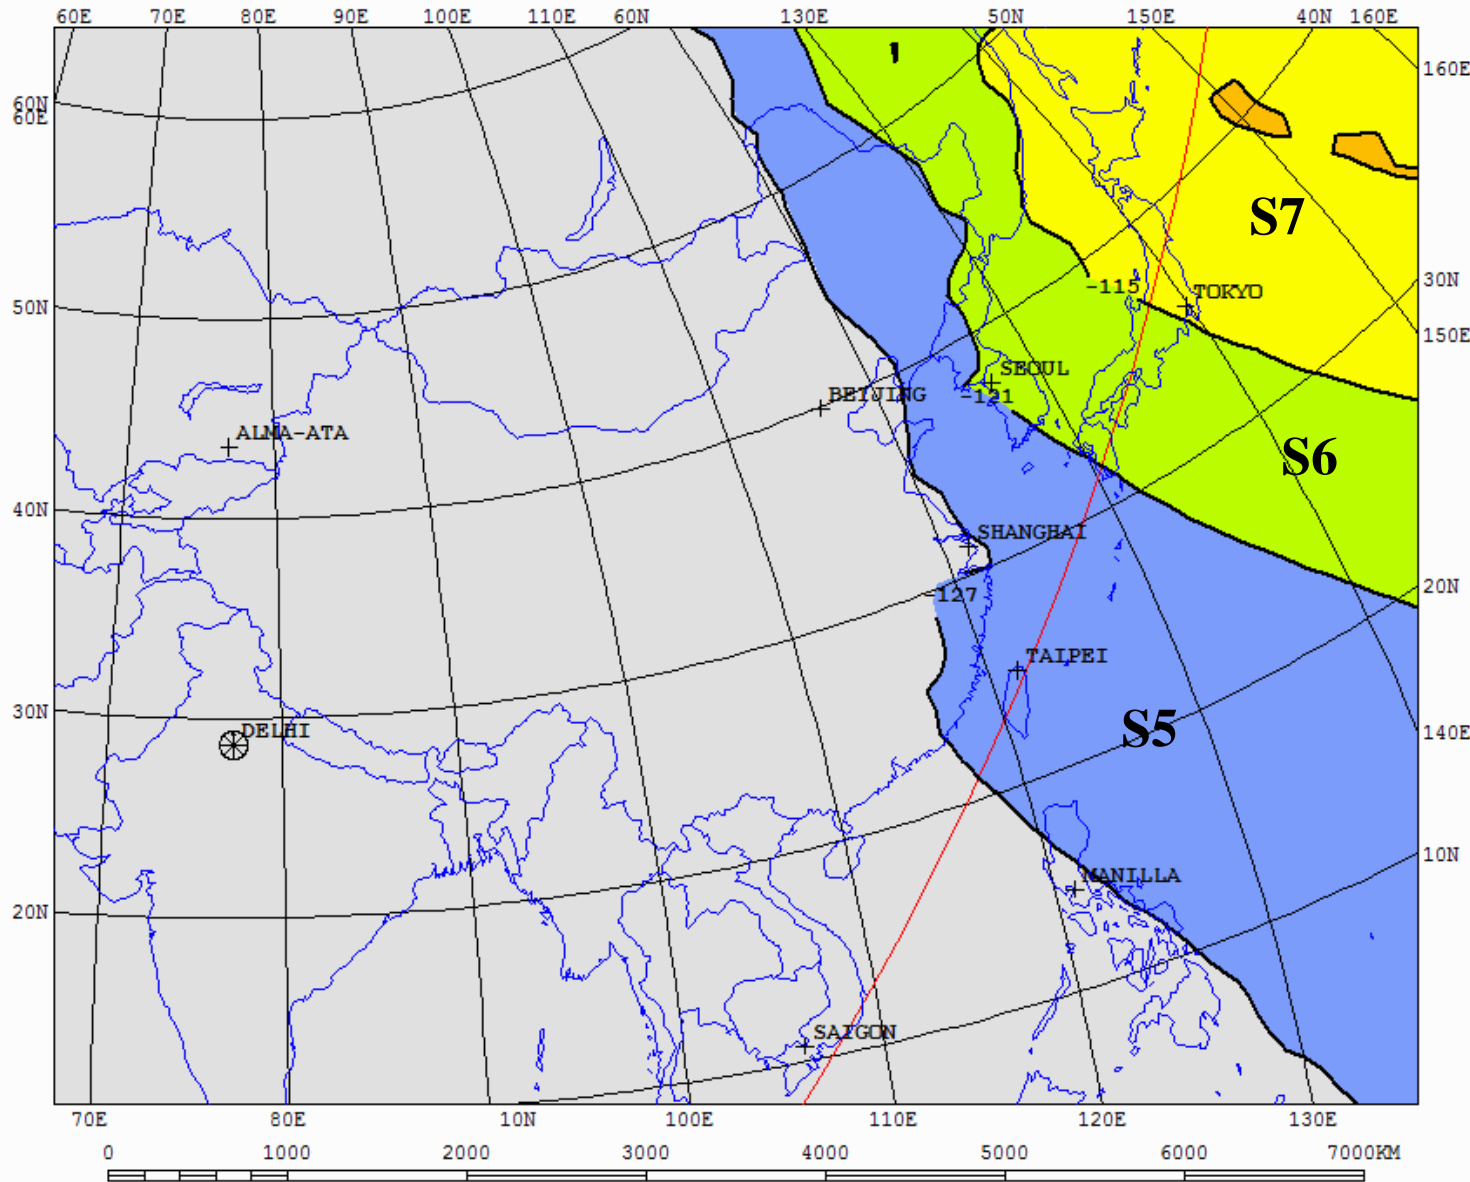 60E 70E 80E 90E 100E 110E 60N 130E 50N 150E 40N 160E
160E
60N
60E
S7
30N
-115 TOKYO
50N
150E
SEOUL
BEIJING -121
ALMA-ATA
S6
40N
SHANGHAI
20N
-127
TAIPEI
30N
DELHI S5 140E
10N
MANILLA
20N
SAIGON
70E 80E 10N 100E 110E 120E 130E
0 1000 2000 3000 4000 5000 6000 7000KM